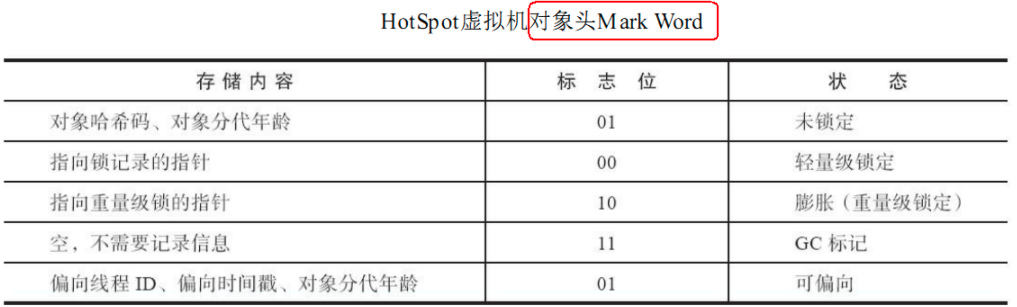 HotSpot虚拟机对象头Mark Word
存储内容 标志位 状态
对象哈希码、对象分代年龄 01 未锁定
指向锁记录的指针 00 轻量级锁定
指向重量级锁的指针 10 膨胀（重量级锁定）
空，不需要记录信息 11 GC 标记
偏向线程 ID、偏向时间戳、对象分代年龄 01 可偏向